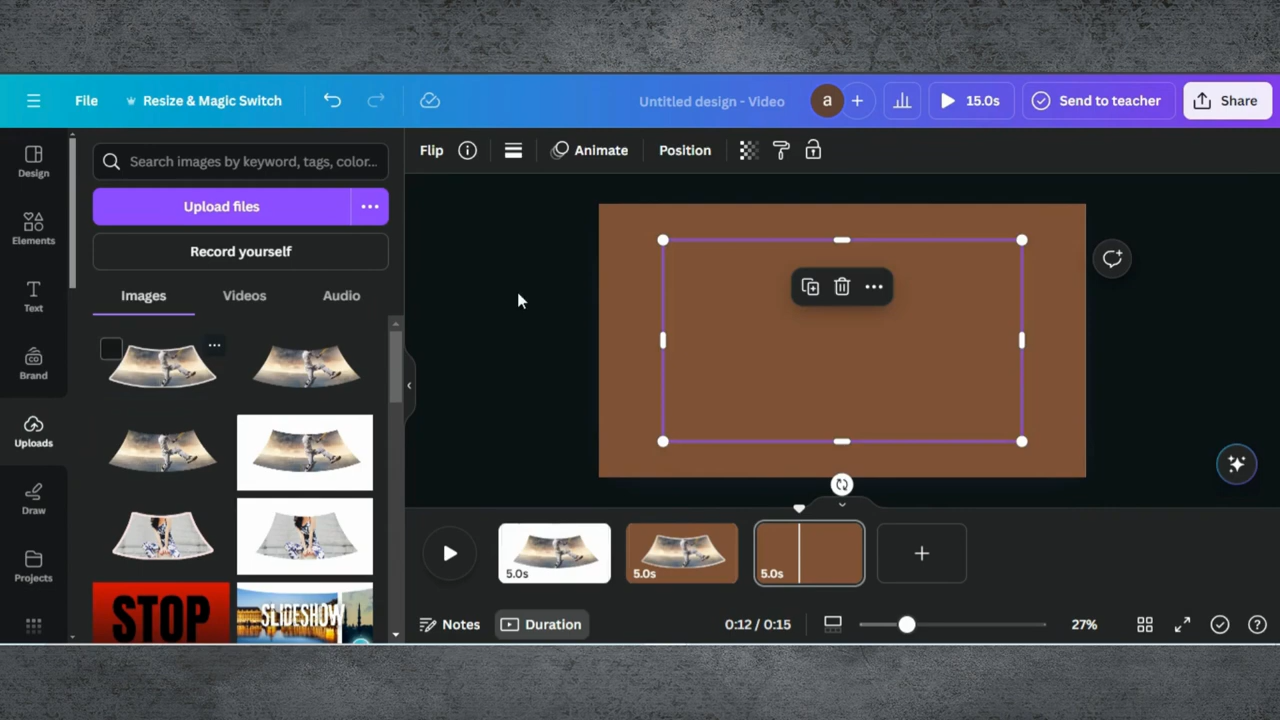 File
Resize & Magic Switch
Untitled design - Video
a
15.0s
Send to teacher
Share
Design
Elements
Text
CO
Brand
Uploads
Draw
Projects
Search images by keyword, tags, color...
Upload files
Record yourself
Images
Videos
Audio
STOP
SLIDESHOW
Flip
Animate
Position
5.0s
5.0s
5.0s
Notes
Duration
0:12 / 0:15
27%